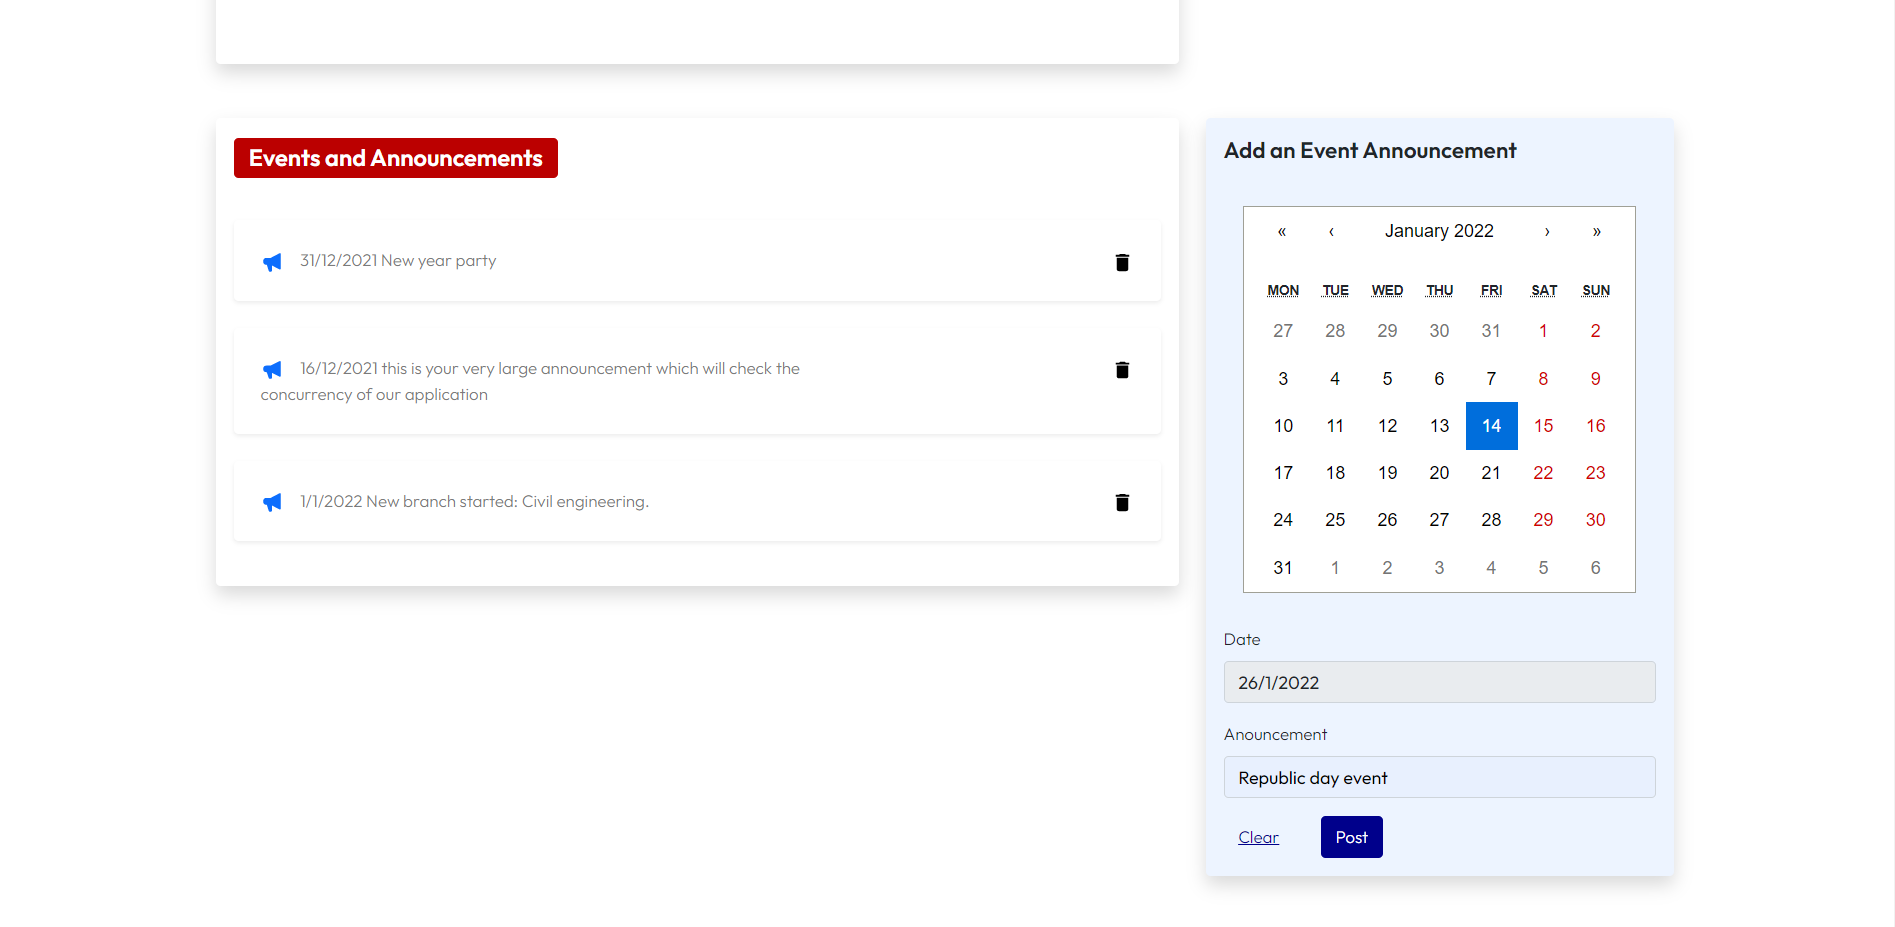 Events and Announcements
31/12/2021 New year party
16/12/2021 this is your very large announcement which will check the
concurrency of our application
1/1/2022 New branch started: Civil engineering.
Add an Event Announcement
« ‹ January 2022 › »
MON TUE WED THU FRI SAT SUN
27 28 29 30 31 1 2
3 4 5 6 7 8 9
10 11 12 13 14 15 16
17 18 19 20 21 22 23
24 25 26 27 28 29 30
31 1 2 3 4 5 6
Date
26/1/2022
Anouncement
Republic day event
Clear Post